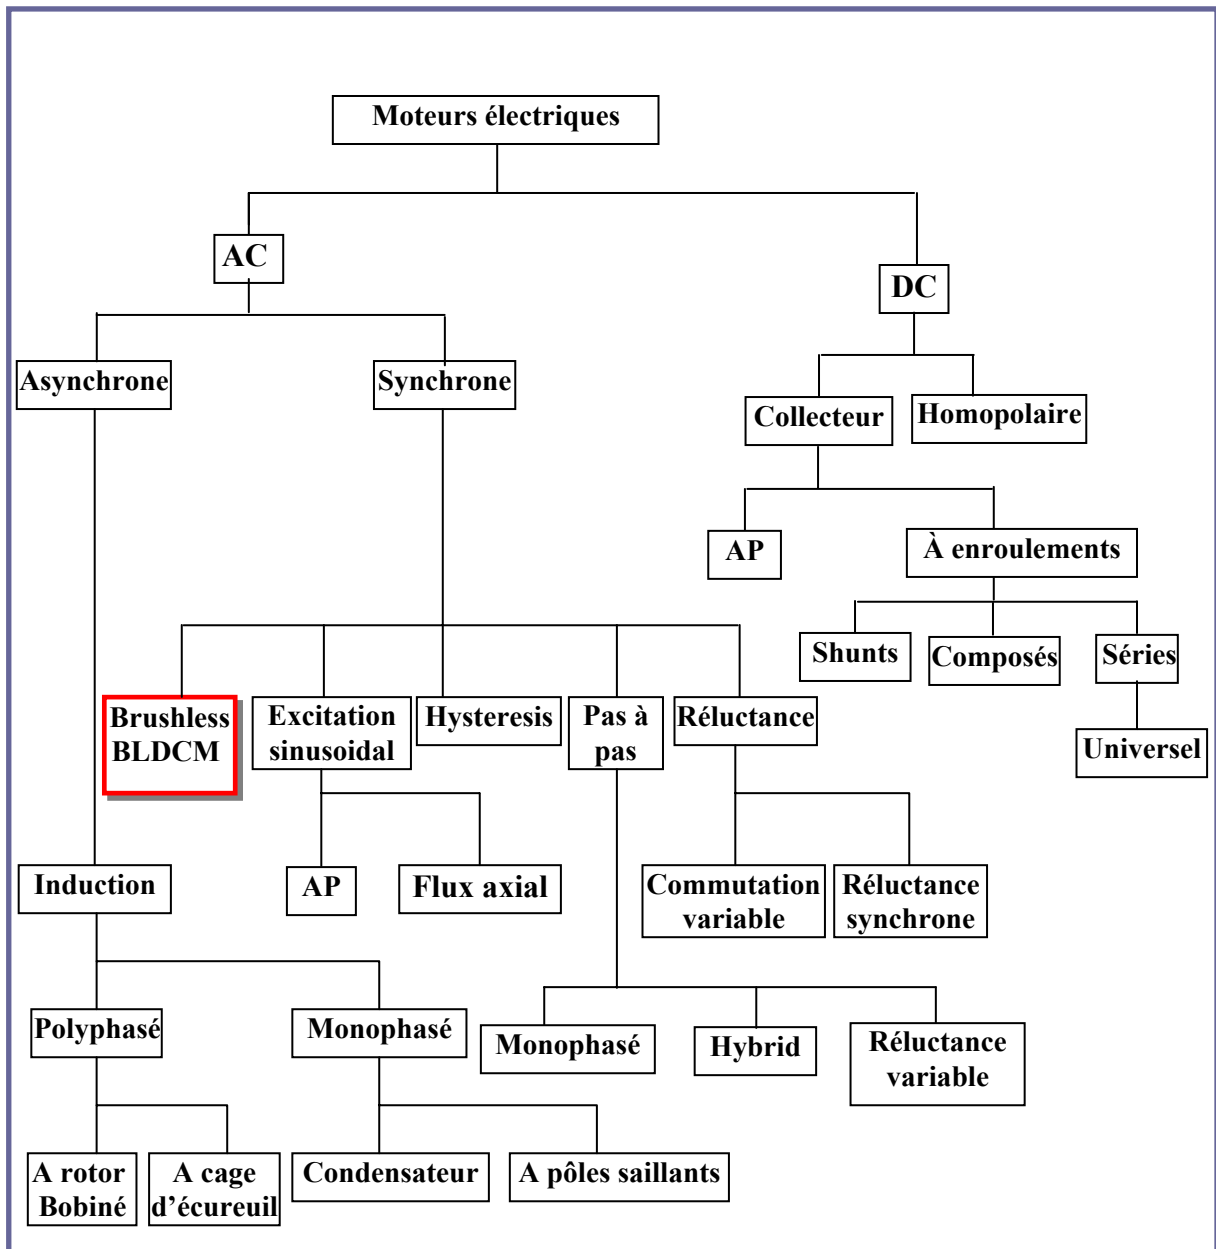 Moteurs électriques
AC
DC
Asynchrone
Synchrone
Collecteur
Homopolaire
AP
À enroulements
Shunts
Composés
Séries
Universel
Brushless
BLDCM
Excitation
sinusoidal
Hysteresis
Pas à
pas
Réluctance
Induction
AP
Flux axial
Commutation
variable
Réluctance
synchrone
Polyphasé
Monophasé
Monophasé
Hybrid
Réluctance
variable
A rotor
Bobiné
A cage
d’écureuil
Condensateur
A pôles saillants